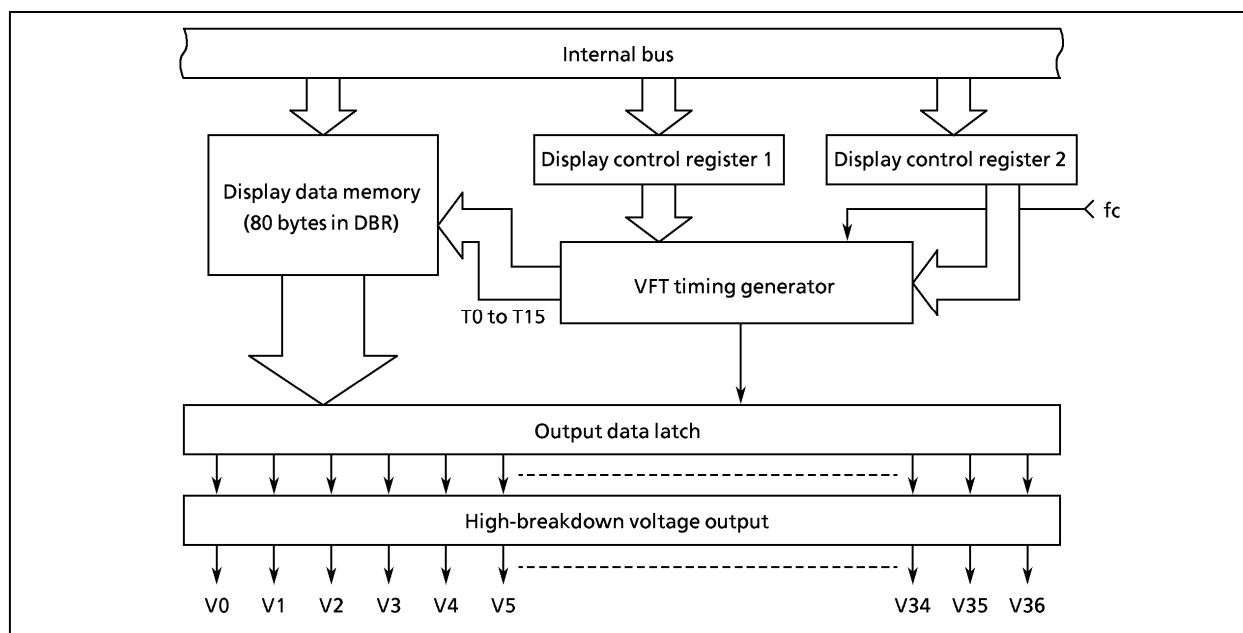 Internal bus
Display data memory
(80 bytes in DBR)
Display control register 1
Display control register 2
fc
VFT timing generator
T0 to T15
Output data latch
High-breakdown voltage output
V0 V1 V2 V3 V4 V5 V34 V35 V36